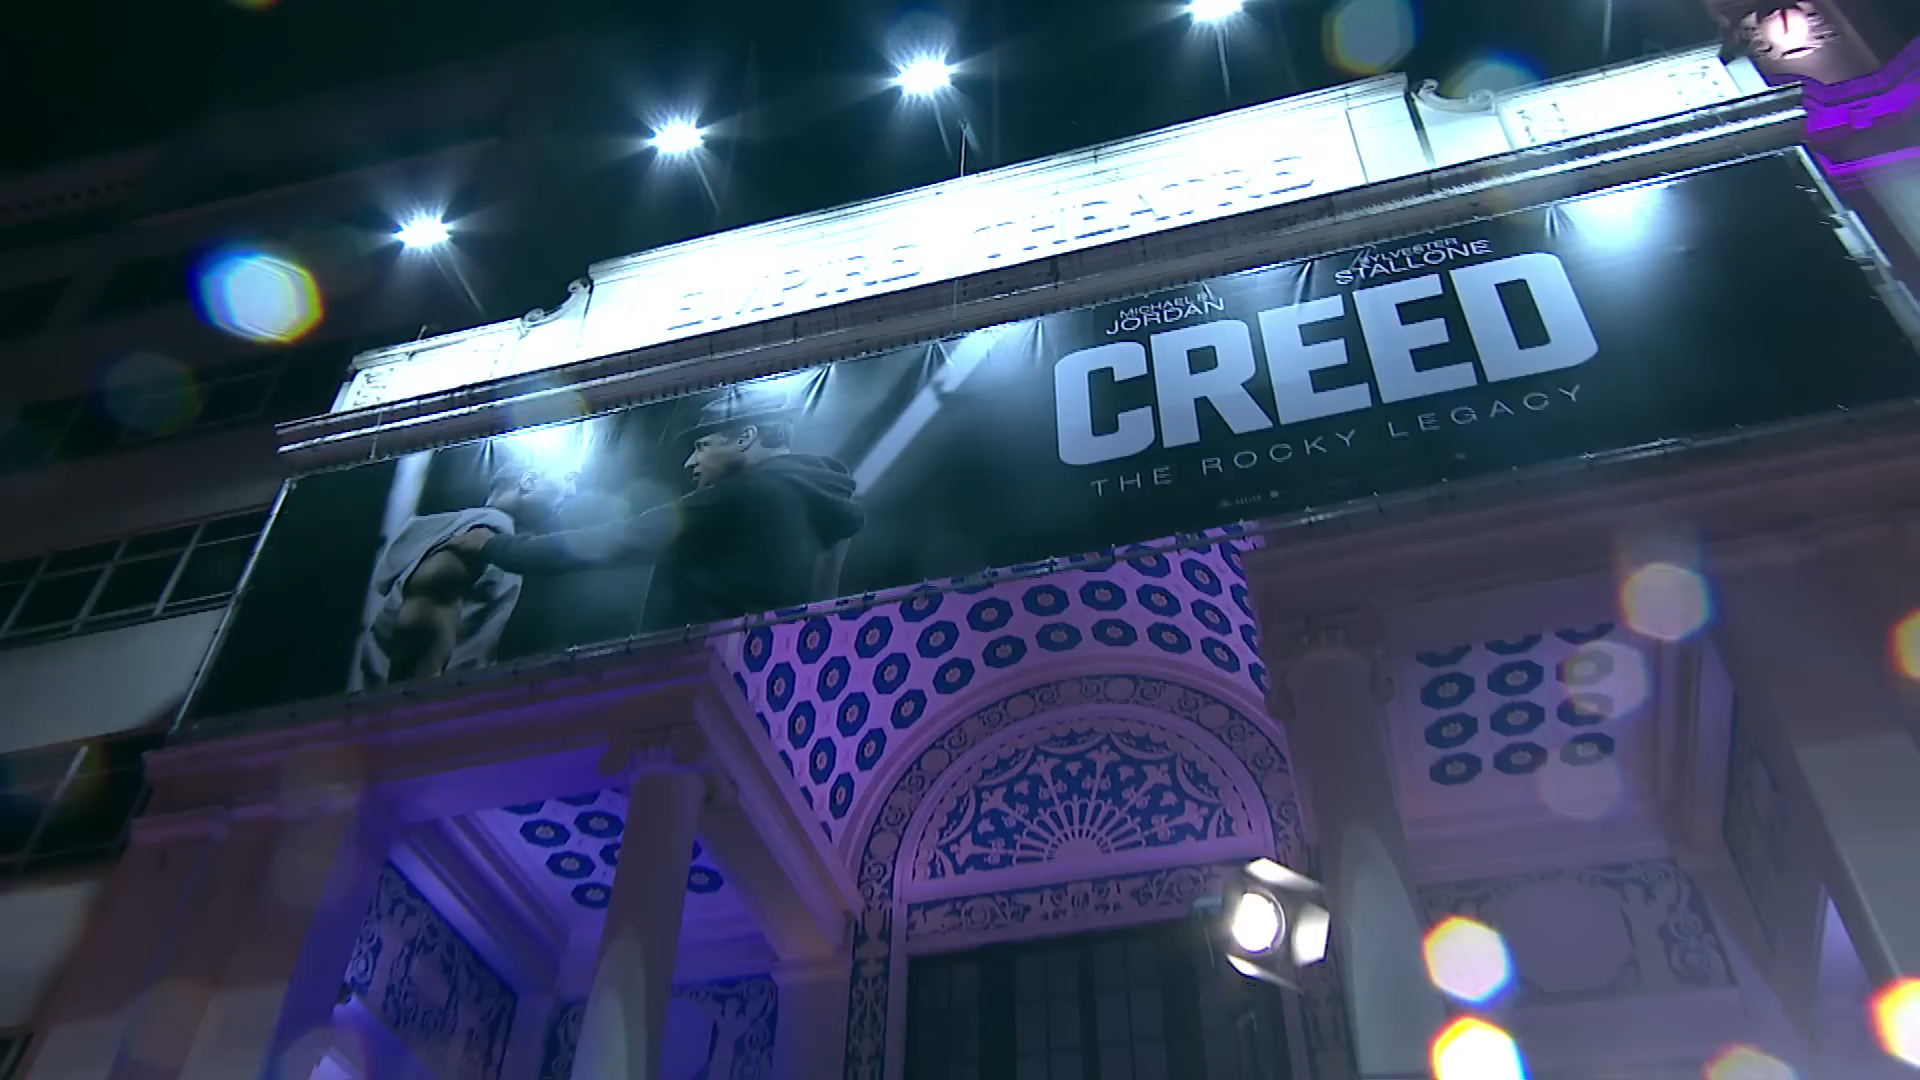 EMPIRE THEATRE
MICHAEL B.
JORDAN
SYLVESTER
STALLONE
CREED
THE ROCKY LEGACY